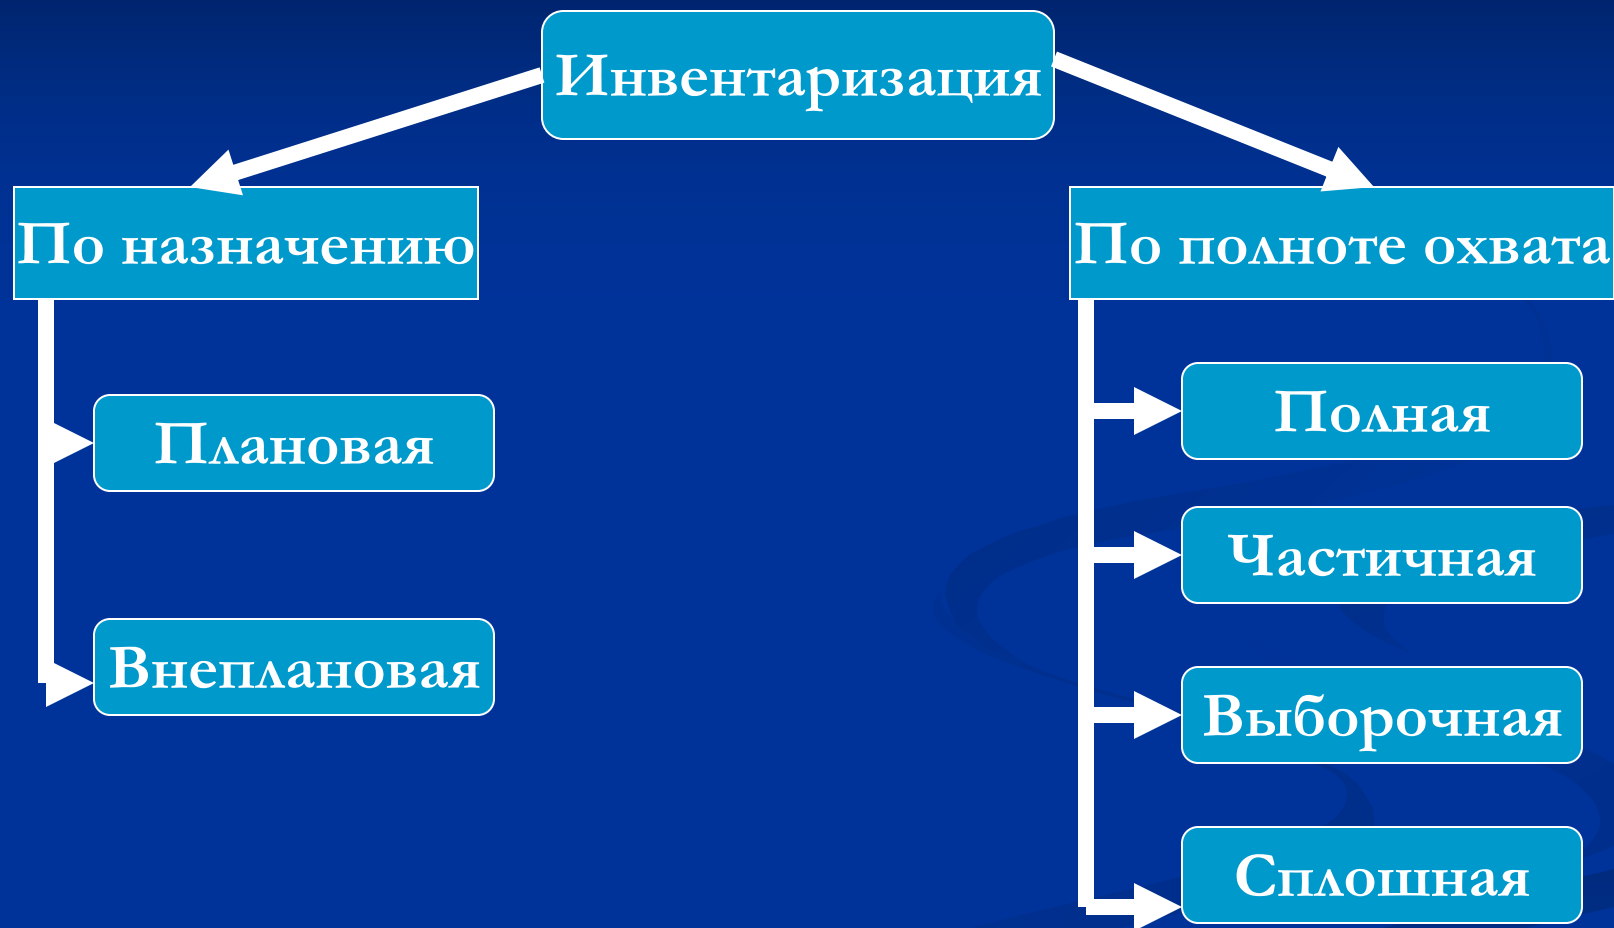 Инвентаризация
По назначению
Плановая
Внеплановая
По полноте охвата
Полная
Частичная
Выборочная
Сплошная